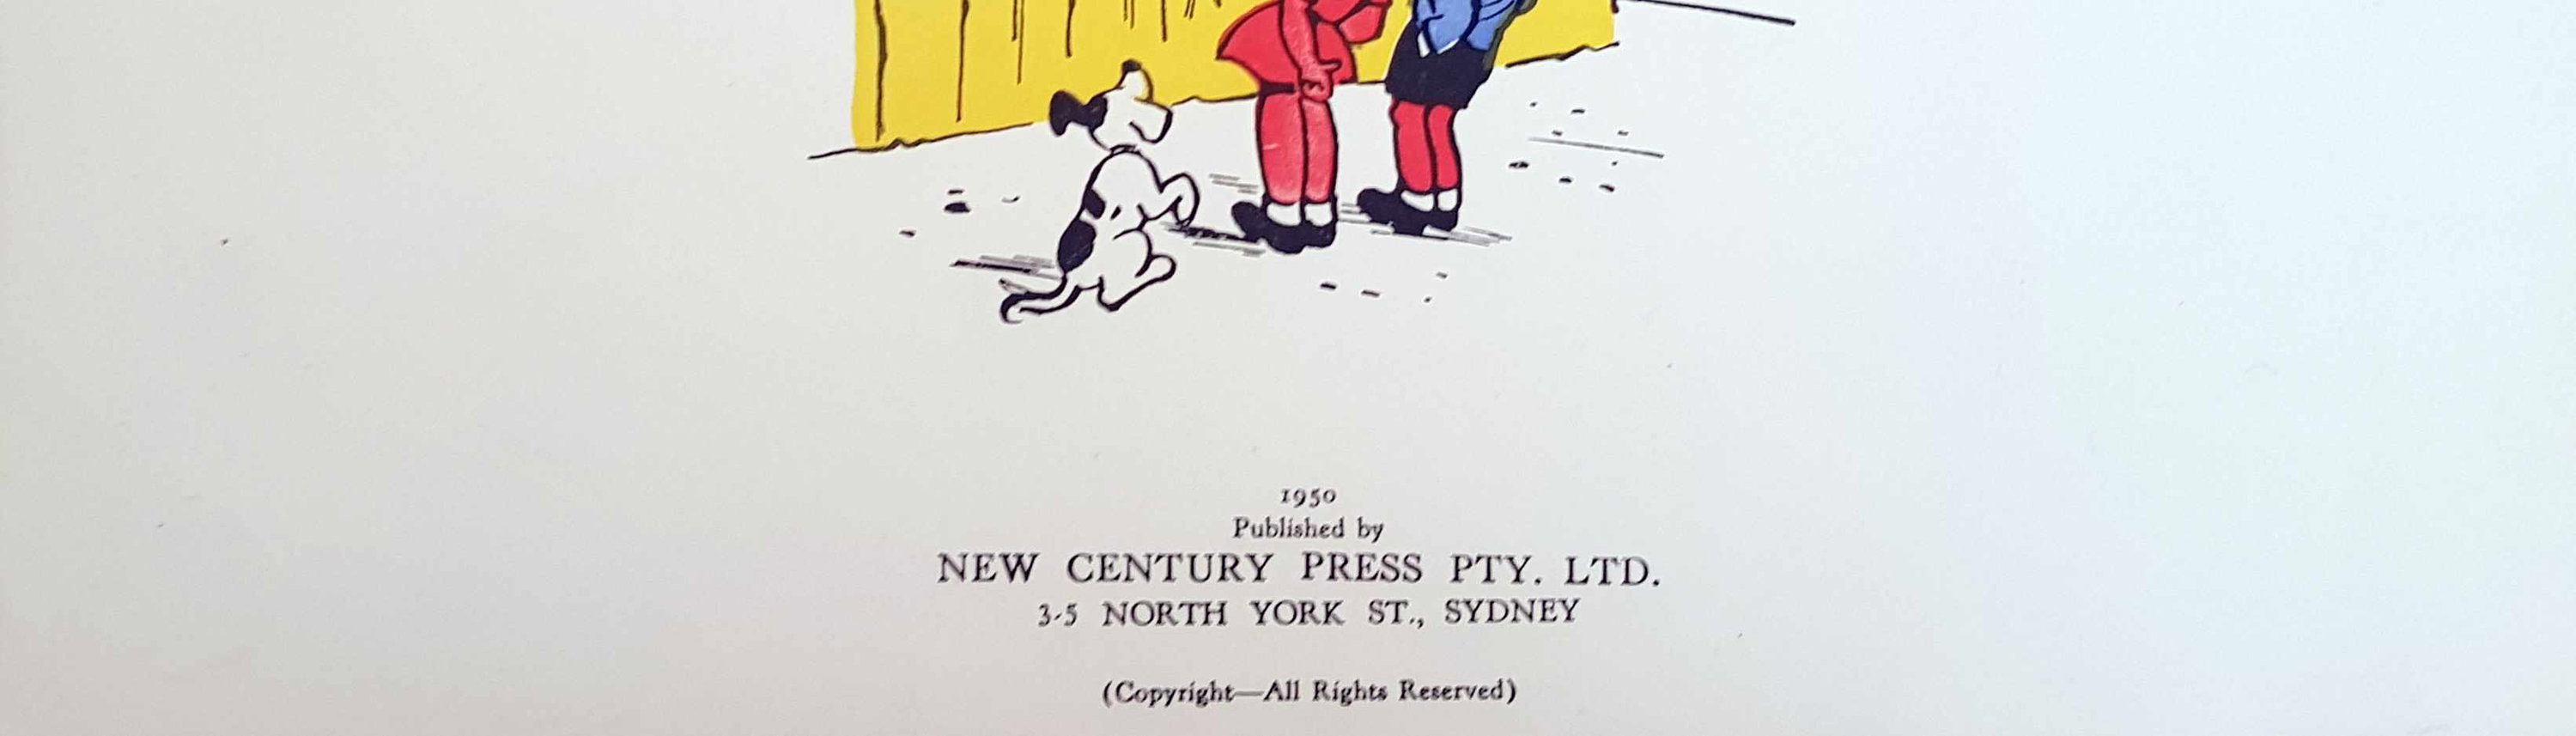 1950
Published by
NEW CENTURY PRESS PTY. LTD.
3-5 NORTH YORK ST., SYDNEY
(Copyright—All Rights Reserved)